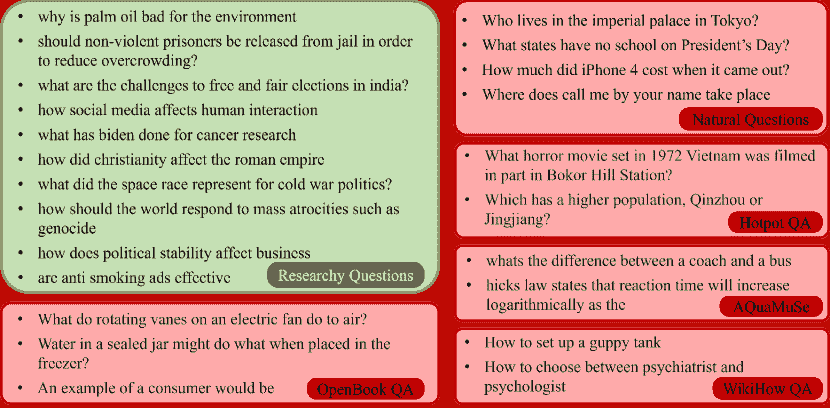 • why is palm oil bad for the environment
• should non-violent prisoners be released from jail in order
to reduce overcrowding?
• what are the challenges to free and fair elections in india?
• how social media affects human interaction
• what has biden done for cancer research
• how did christianity affect the roman empire
• what did the space race represent for cold war politics?
• how should the world respond to mass atrocities such as
genocide
• how does political stability affect business
• are anti smoking ads effective
Researchy Questions
• What do rotating vanes on an electric fan do to air?
• Water in a sealed jar might do what when placed in the
freezer?
• An example of a consumer would be
OpenBook QA
• Who lives in the imperial palace in Tokyo?
• What states have no school on President's Day?
• How much did iPhone 4 cost when it came out?
• Where does call me by your name take place
Natural Questions
• What horror movie set in 1972 Vietnam was filmed
in part in Bokor Hill Station?
• Which has a higher population, Qinzhou or
Jingjiang?
Hotpot QA
• whats the difference between a coach and a bus
• hicks law states that reaction time will increase
logarithmically as the
AQuaMuSe
• How to set up a guppy tank
• How to choose between psychiatrist and
psychologist
WikiHow QA